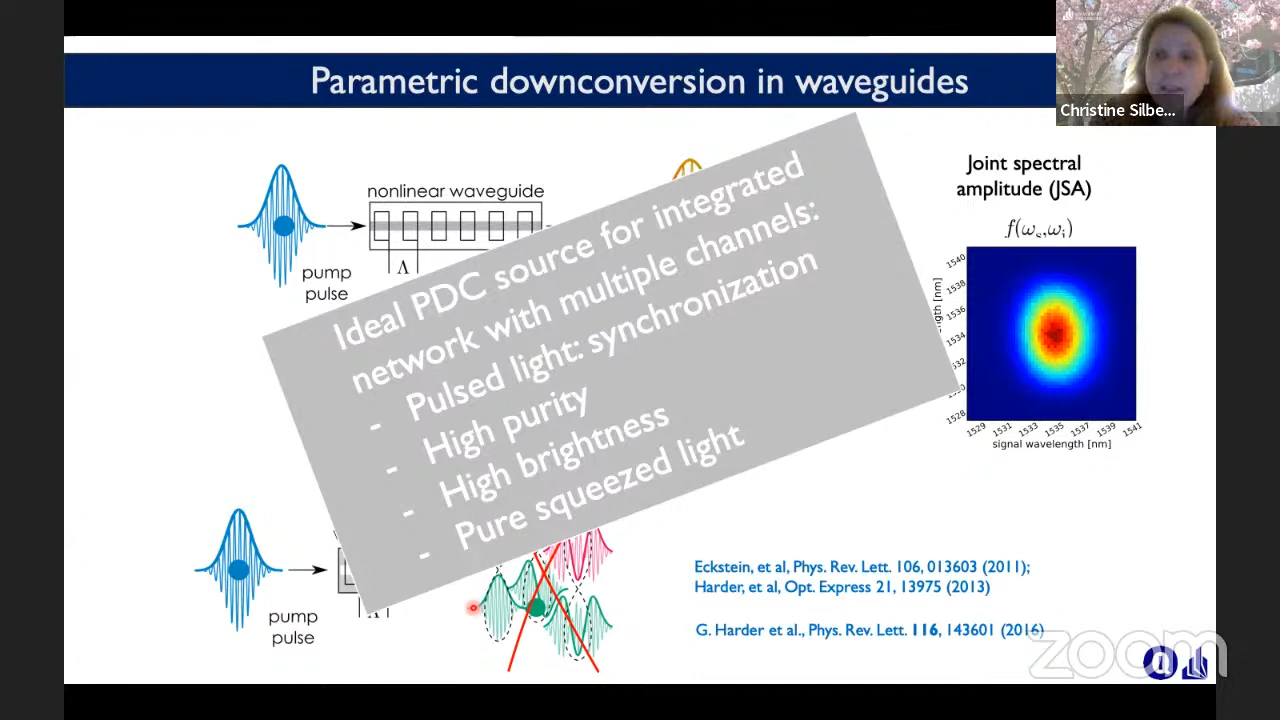 Parametric downconversion in waveguides
Christine Silbe...
nonlinear waveguide
Λ
pump
pulse
Ideal PDC source for integrated
network with multiple channels:
- Pulsed light: synchronization
- High purity
- High brightness
- Pure squeezed light
Joint spectral
amplitude (JSA)
f(ωs,ωi)
1540
1538
1536
1534
1528
1529
1531
1533
1535
1537
1539
1541
signal wavelength [nm]
pump
pulse
Eckstein, et al, Phys. Rev. Lett. 106, 013603 (2011);
Harder, et al, Opt. Express 21, 13975 (2013)
G. Harder et al., Phys. Rev. Lett. 116, 143601 (2016)
zoom